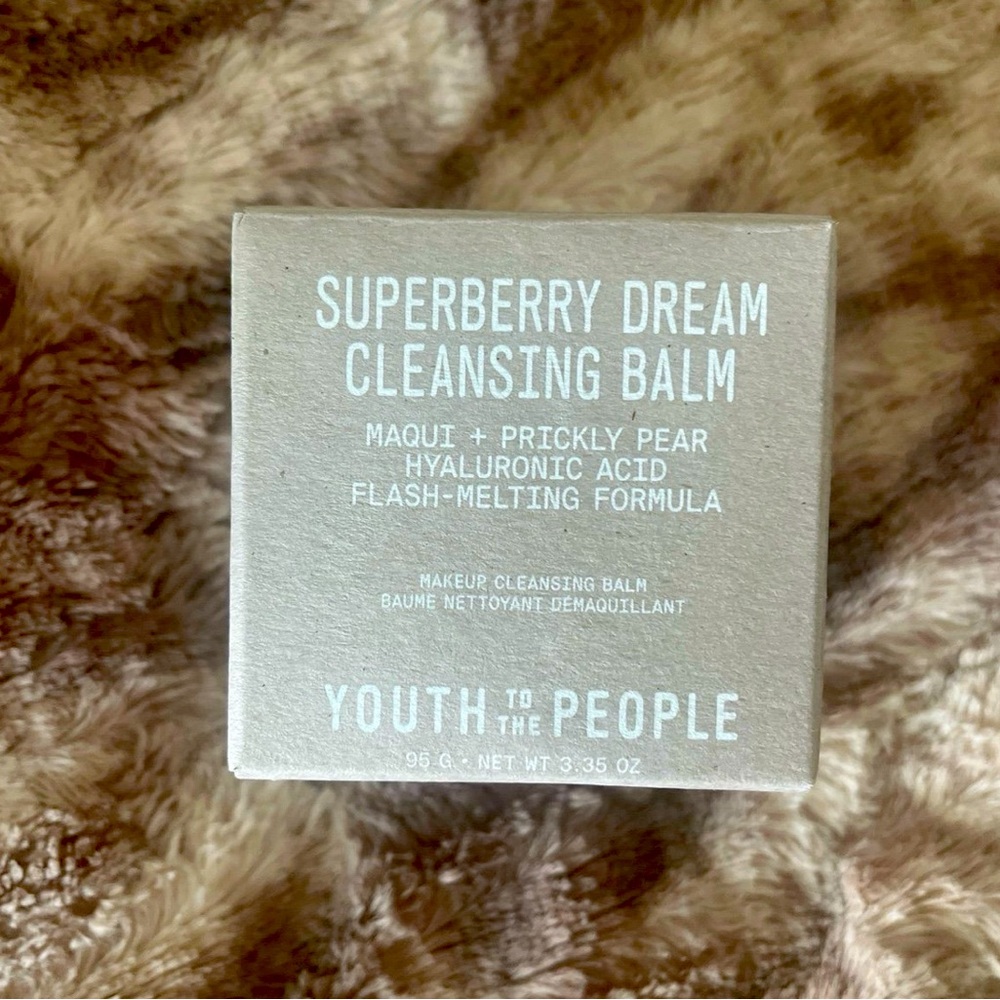 SUPERBERRY DREAM
CLEANSING BALM
MAQUI + PRICKLY PEAR
HYALURONIC ACID
FLASH-MELTING FORMULA
MAKEUP CLEANSING BALM
BAUME NETTOYANT DÉMAQUILLANT
YOUTH TO THE PEOPLE
95 G • NET WT 3.35 OZ